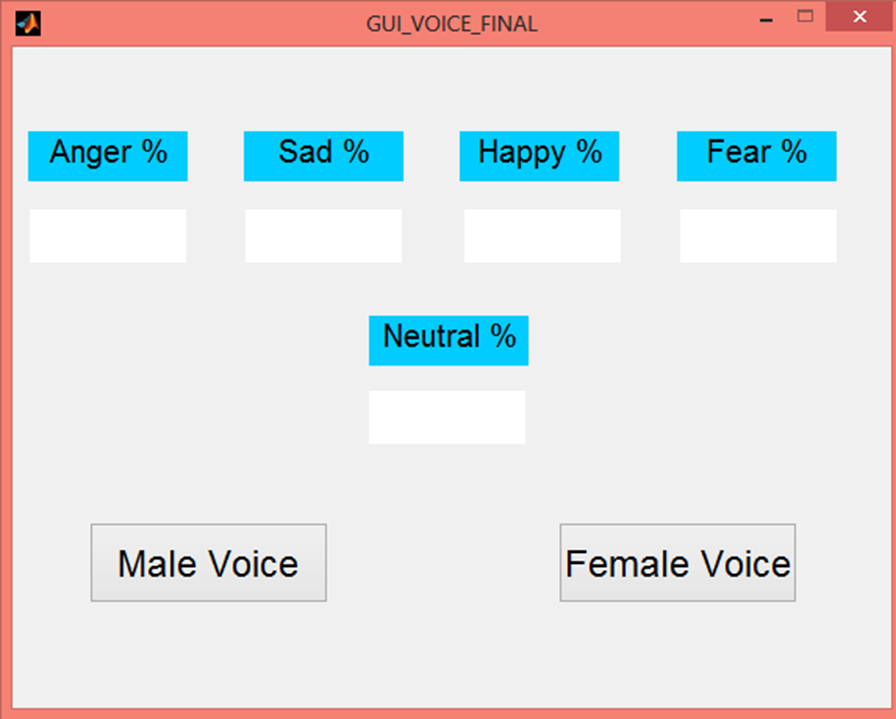 GUI_VOICE_FINAL
Anger % Sad % Happy % Fear %
Neutral %
Male Voice Female Voice